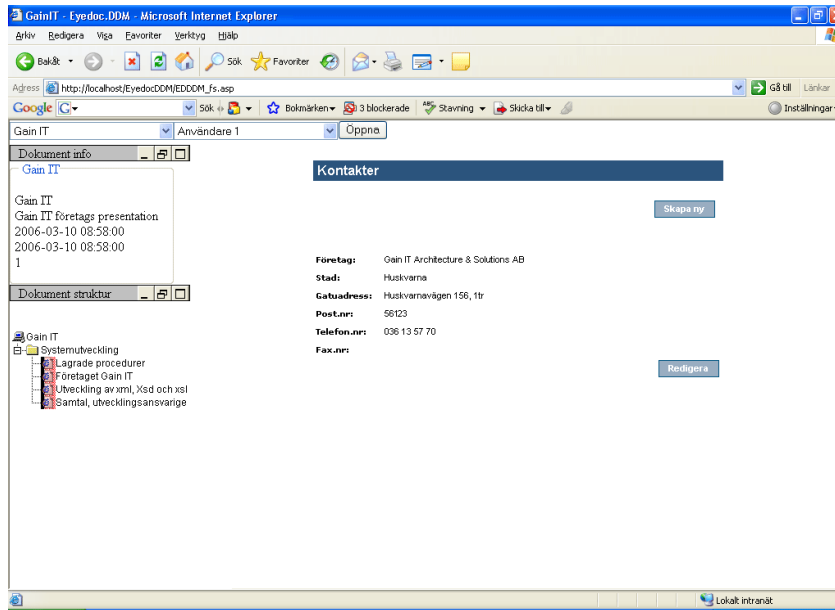 GainIT - Eyedoc.DDM - Microsoft Internet Explorer
Arkiv Redigera Visa Favoriter Verktyg Hjälp
Bakåt Sök Favoriter
Adress http://localhost/EyedocDDM/EDDDM_fs.asp Gå till Länkar
Google G Sök Bokmärken 3 blockerade ABC Stavning Skicka till Inställningar
Gain IT Användare 1 Öppna
Dokument info
Gain IT
Gain IT
Gain IT företags presentation
2006-03-10 08:58:00
2006-03-10 08:58:00
1
Dokument struktur
Gain IT
Systemutveckling
Lagrade procedurer
Företaget Gain IT
Utveckling av xml, Xsd och xsl
Samtal, utvecklingsansvarige
Kontakter
Skapa ny
Företag: Gain IT Architecture & Solutions AB
Stad: Huskvarna
Gatuadress: Huskvarnavägen 156, 1tr
Post.nr: 56123
Telefon.nr: 036 13 57 70
Fax.nr:
Redigera
Lokalt intranät